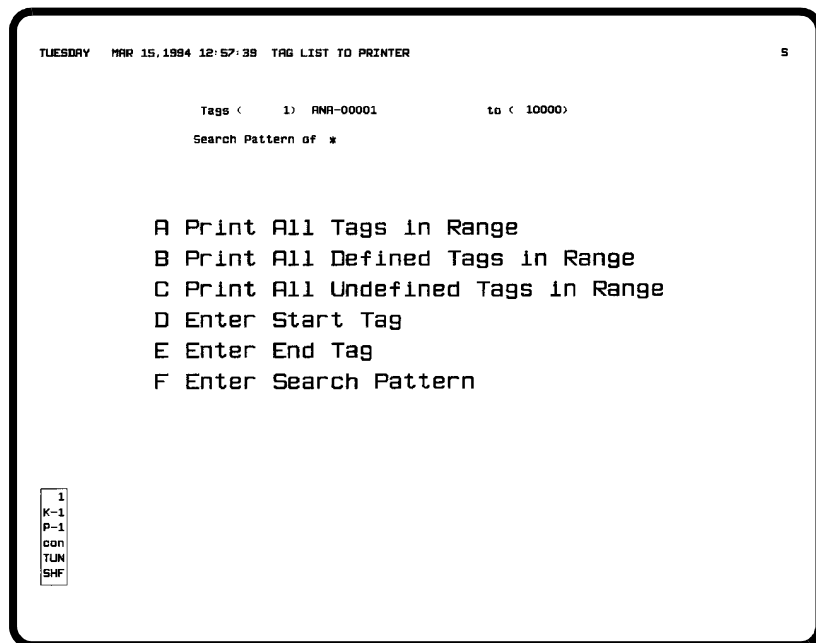 TUESDAY MAR 15,1994 12:57:39 TAG LIST TO PRINTER S
Tags ( 1) ANA-00001 to ( 10000)
Search Pattern of *
A Print All Tags in Range
B Print All Defined Tags in Range
C Print All Undefined Tags in Range
D Enter Start Tag
E Enter End Tag
F Enter Search Pattern
1
K-1
P-1
con
TUN
SHF